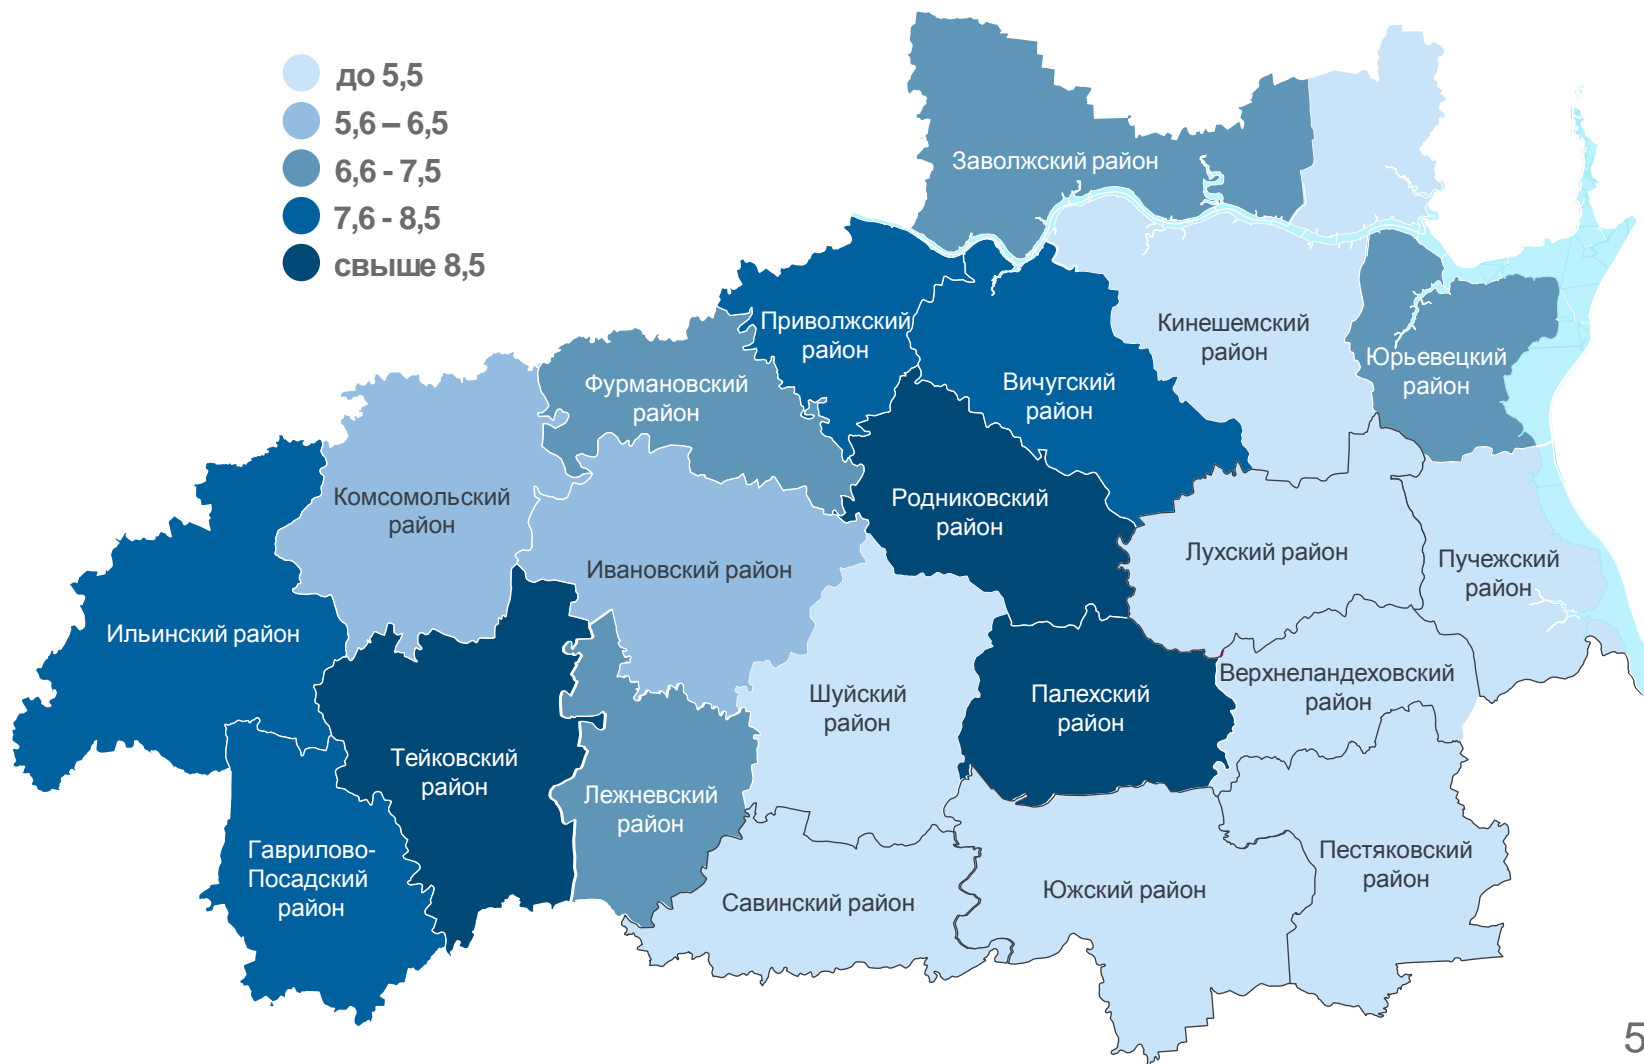 до 5,5
5,6 – 6,5
6,6 - 7,5
7,6 - 8,5
свыше 8,5
Заволжский район
Приволжский
район
Кинешемский
район
Юрьевецкий
район
Фурмановский
район
Вичугский
район
Комсомольский
район
Родниковский
район
Лухский район
Пучежский
район
Ивановский район
Ильинский район
Шуйский
район
Палехский
район
Верхнеландеховский
район
Тейковский
район
Лежневский
район
Гаврилово-
Посадский
район
Савинский район
Южский район
Пестяковский
район
5